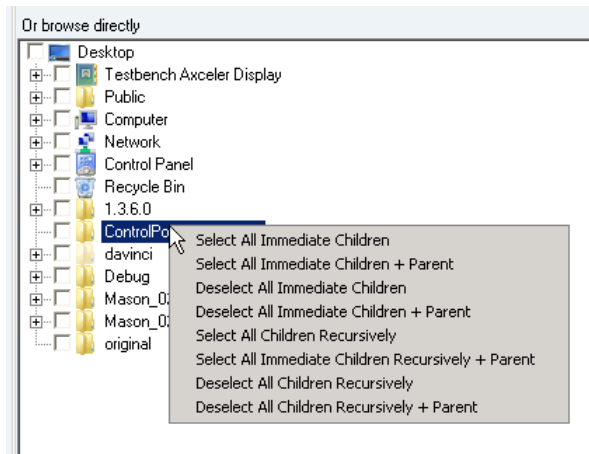 Or browse directly
Desktop
Testbench Axceler Display
Public
Computer
Network
Control Panel
Recycle Bin
1.3.6.0
davinci
Debug
original
Select All Immediate Children
Select All Immediate Children + Parent
Deselect All Immediate Children
Deselect All Immediate Children + Parent
Select All Children Recursively
Select All Immediate Children Recursively + Parent
Deselect All Children Recursively
Deselect All Children Recursively + Parent